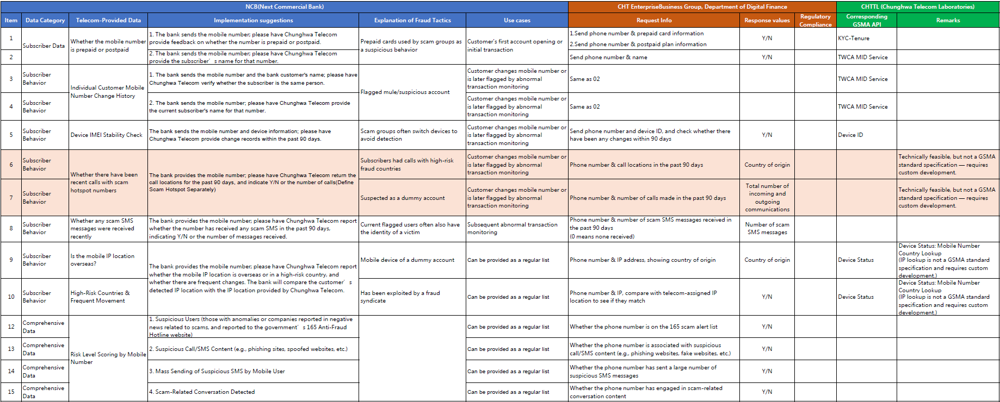 NCB(Next Commercial Bank)
CHT EnterpriseBusiness Group, Department of Digital Finance
CHTTL (Chunghwa Telecom Laboratories)
Item
Data Category
Telecom-Provided Data
Implementation suggestions
Explanation of Fraud Tactics
Use cases
Request Info
Response values
Regulatory
Compliance
Corresponding
GSMA API
Remarks
1
Subscriber Data
Whether the mobile number
is prepaid or postpaid
1. The bank sends the mobile number; please have Chunghwa Telecom
provide feedback on whether the number is prepaid or postpaid.
Prepaid cards used by scam groups as
a suspicious behavior
Customer's first account opening or
initial transaction
1.Send phone number & prepaid card information
2.Send phone number & postpaid plan information
Y/N
KYC-Tenure
2
2. The bank sends the mobile number; please have Chunghwa Telecom
provide the subscriber's name for that number.
Send phone number & name
Y/N
TWCA MID Service
3
Subscriber
Behavior
Individual Customer Mobile
Number Change History
1. The bank sends the mobile number and the bank customer's name; please have
Chunghwa Telecom verify whether the subscriber is the same person.
Flagged mule/suspicious account
Customer changes mobile number or
is later flagged by abnormal
transaction monitoring
Same as 02
TWCA MID Service
4
Subscriber
Behavior
2. The bank sends the mobile number; please have Chunghwa Telecom provide
the current subscriber's name for that number.
Customer changes mobile number or
is later flagged by abnormal
transaction monitoring
Same as 02
TWCA MID Service
5
Subscriber
Behavior
Device IMEI Stability Check
The bank sends the mobile number and device information; please have
Chunghwa Telecom provide change records within the past 90 days.
Scam groups often switch devices to
avoid detection
Customer changes mobile number or
is later flagged by abnormal
transaction monitoring
Send phone number and device ID, and check whether there
have been any changes within 90 days
Y/N
Device ID
6
Subscriber
Behavior
Whether there have been
recent calls with scam
hotspot numbers
The bank provides the mobile number; please have Chunghwa Telecom return the
call locations for the past 90 days, and indicate Y/N or the number of calls(Define
Scam Hotspot Separately)
Subscribers had calls with high-risk
fraud countries
Customer changes mobile number or
is later flagged by abnormal
transaction monitoring
Phone number & call locations in the past 90 days
Country of origin
Technically feasible, but not a GSMA
standard specification — requires
custom development.
7
Subscriber
Behavior
Suspected as a dummy account
Customer changes mobile number or
is later flagged by abnormal
transaction monitoring
Phone number & number of calls made in the past 90 days
Total number of
incoming and
outgoing
communications
Technically feasible, but not a GSMA
standard specification — requires
custom development.
8
Subscriber
Behavior
Whether any scam SMS
messages were received
recently
The bank provides the mobile number; please have Chunghwa Telecom report
whether the number has received any scam SMS in the past 90 days,
indicating Y/N or the number of messages received.
Current flagged users often also have
the identity of a victim
Subsequent abnormal transaction
monitoring
Phone number & number of scam SMS messages received in
the past 90 days
(0 means none received)
Number of scam
SMS messages
9
Subscriber
Behavior
Is the mobile IP location
overseas?
The bank provides the mobile number; please have Chunghwa Telecom report
whether the mobile IP location is overseas or in a high-risk country, and
whether there are frequent changes. The bank will compare the customer's
detected IP location with the IP location provided by Chunghwa Telecom.
Mobile device of a dummy account
Can be provided as a regular list
Phone number & IP address, showing country of origin
Country of origin
Device Status
Device Status: Mobile Number
Country Lookup
(IP lookup is not a GSMA standard
specification and requires custom
development.)
10
Subscriber
Behavior
High-Risk Countries &
Frequent Movement
Has been exploited by a fraud
syndicate
Can be provided as a regular list
Phone number & IP, compare with telecom-assigned IP
location to see if they match
Y/N
Device Status
Device Status: Mobile Number
Country Lookup
(IP lookup is not a GSMA standard
specification and requires custom
development.)
12
Comprehensive
Data
Risk Level Scoring by Mobile
Number
1. Suspicious Users (those with anomalies or companies reported in negative
news related to scams, and reported to the government's 165 Anti-Fraud
Hotline website)
Can be provided as a regular list
Whether the phone number is on the 165 scam alert list
Y/N
13
Comprehensive
Data
2. Suspicious Call/SMS Content (e.g., phishing sites, spoofed websites, etc.)
Can be provided as a regular list
Whether the phone number is associated with suspicious
call/SMS content (e.g., phishing websites, fake websites, etc.)
Y/N
14
Comprehensive
Data
3. Mass Sending of Suspicious SMS by Mobile User
Can be provided as a regular list
Whether the phone number has sent a large number of
suspicious SMS messages
Y/N
15
Comprehensive
Data
4. Scam-Related Conversation Detected
Can be provided as a regular list
Whether the phone number has engaged in scam-related
conversation content
Y/N